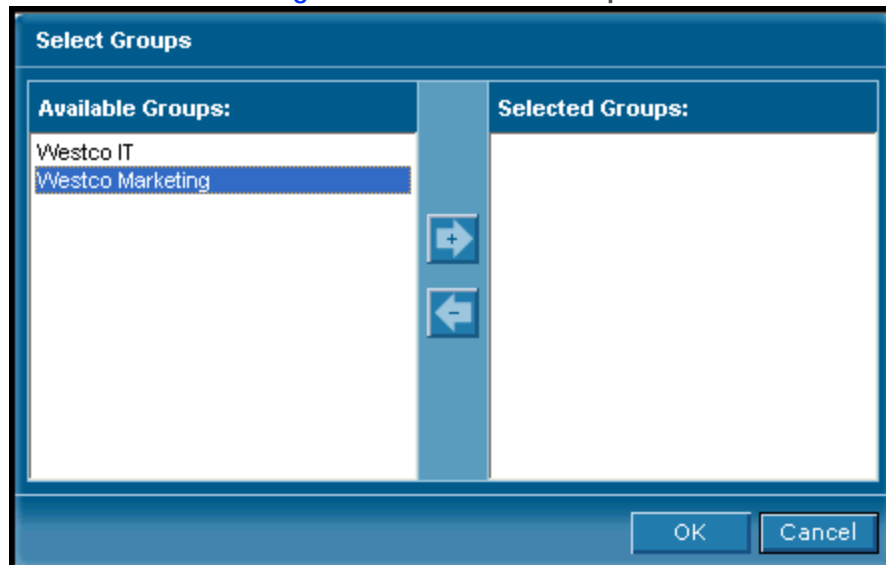 Select Groups
Available Groups:
Selected Groups:
Westco IT
Westco Marketing
+
-
OK
Cancel